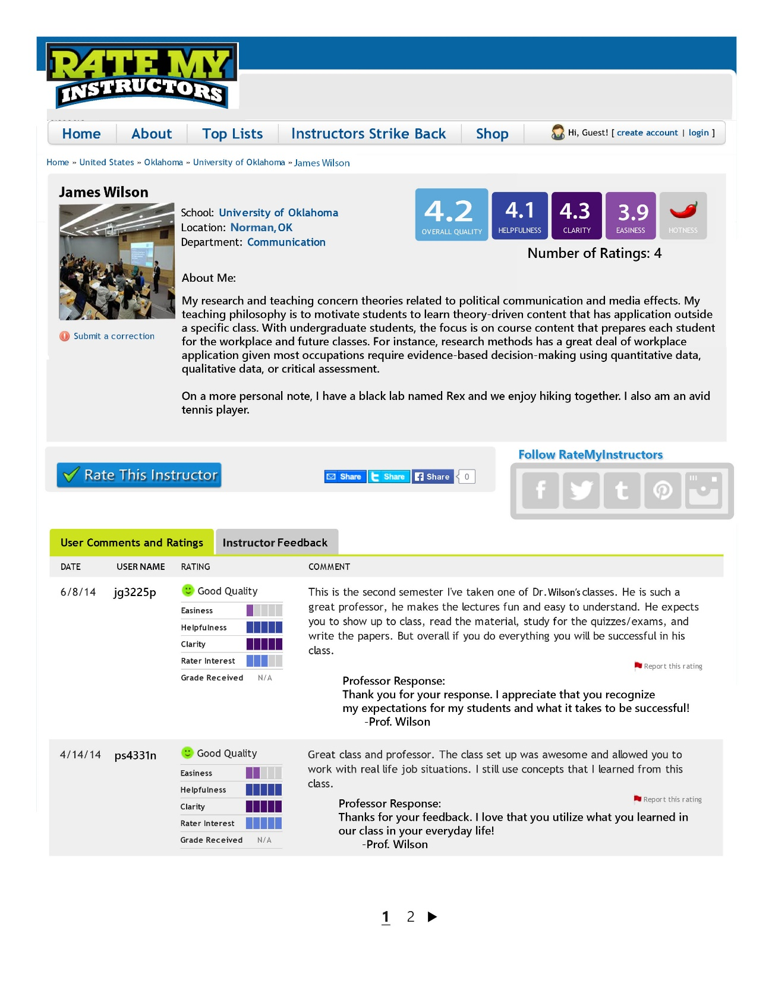 RATE MY
INSTRUCTORS
Home About Top Lists Instructors Strike Back Shop Hi, Guest! [ create account | login ]
Home » United States » Oklahoma » University of Oklahoma » James Wilson
James Wilson
School: University of Oklahoma
Location: Norman, OK
Department: Communication
4.2 4.1 4.3 3.9
OVERALL QUALITY HELPFULNESS CLARITY EASINESS HOTNESS
Number of Ratings: 4
Submit a correction
About Me:
My research and teaching concern theories related to political communication and media effects. My
teaching philosophy is to motivate students to learn theory-driven content that has application outside
a specific class. With undergraduate students, the focus is on course content that prepares each student
for the workplace and future classes. For instance, research methods has a great deal of workplace
application given most occupations require evidence-based decision-making using quantitative data,
qualitative data, or critical assessment.
On a more personal note, I have a black lab named Rex and we enjoy hiking together. I also am an avid
tennis player.
Rate This Instructor
Share Share Share 0
Follow RateMyInstructors
User Comments and Ratings Instructor Feedback
DATE USER NAME RATING COMMENT
6/8/14 jg3225p Good Quality
Easiness
Helpfulness
Clarity
Rater Interest
Grade Received N/A
This is the second semester I've taken one of Dr. Wilson's classes. He is such a
great professor, he makes the lectures fun and easy to understand. He expects
you to show up to class, read the material, study for the quizzes/exams, and
write the papers. But overall if you do everything you will be successful in his
class.
Report this rating
Professor Response:
Thank you for your response. I appreciate that you recognize
my expectations for my students and what it takes to be successful!
-Prof. Wilson
4/14/14 ps4331n Good Quality
Easiness
Helpfulness
Clarity
Rater Interest
Grade Received N/A
Great class and professor. The class set up was awesome and allowed you to
work with real life job situations. I still use concepts that I learned from this
class.
Report this rating
Professor Response:
Thanks for your feedback. I love that you utilize what you learned in
our class in your everyday life!
-Prof. Wilson
1 2